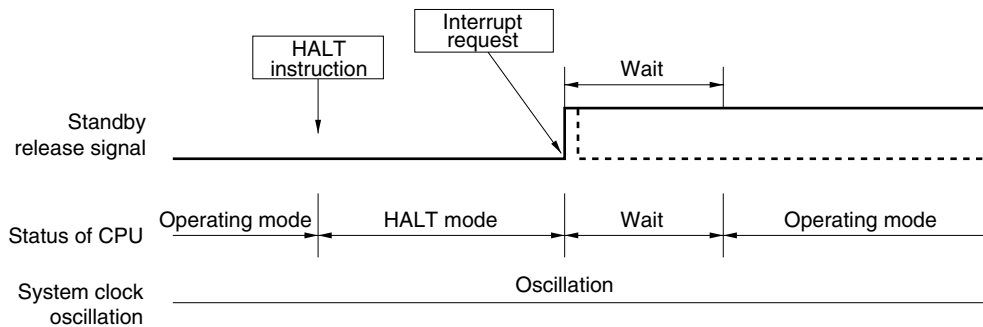 Interrupt
request
HALT
instruction
Wait
Standby
release signal
Operating mode
HALT mode
Wait
Operating mode
Status of CPU
Oscillation
System clock
oscillation